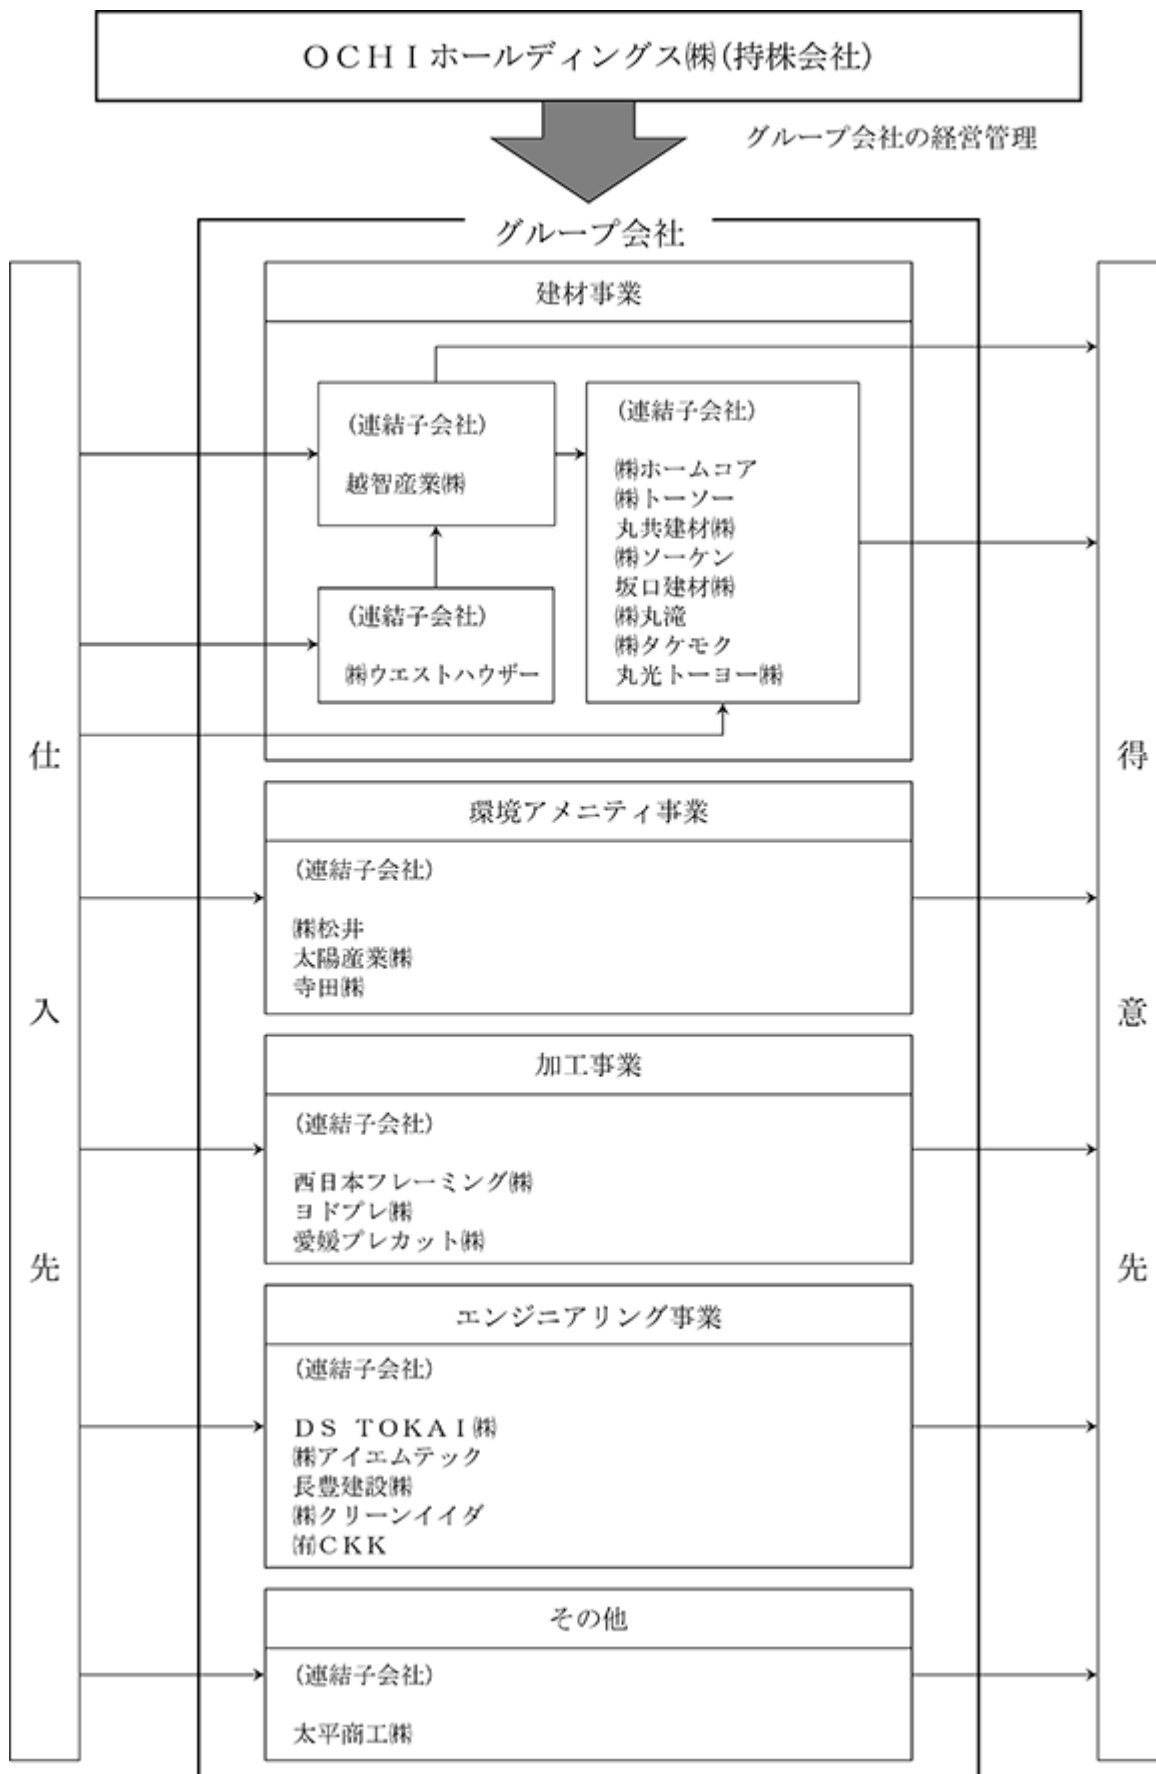 ＯＣＨＩホールディングス㈱(持株会社)
グループ会社の経営管理
グループ会社
仕入先
建材事業
(連結子会社)
越智産業㈱
(連結子会社)
㈱ウエストハウザー
(連結子会社)
㈱ホームコア
㈱トーソー
丸共建材㈱
㈱ソーケン
坂口建材㈱
㈱丸滝
㈱タケモク
丸光トーヨー㈱
環境アメニティ事業
(連結子会社)
㈱松井
太陽産業㈱
寺田㈱
加工事業
(連結子会社)
西日本フレーミング㈱
ヨドプレ㈱
愛媛プレカット㈱
エンジニアリング事業
(連結子会社)
ＤＳ　ＴＯＫＡＩ㈱
㈱アイエムテック
長豊建設㈱
㈱クリーンイイダ
㈲ＣＫＫ
その他
(連結子会社)
太平商工㈱
得意先